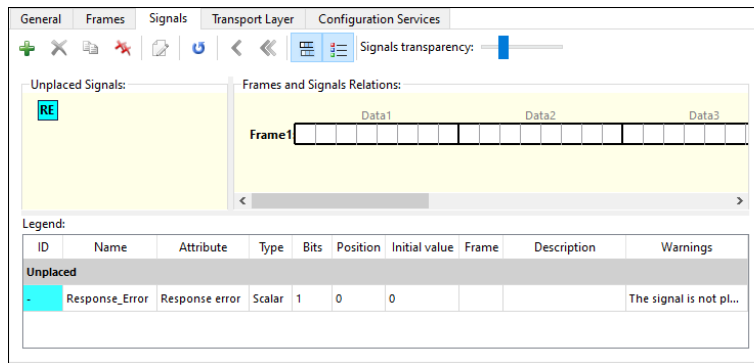 General Frames Signals Transport Layer Configuration Services
Signals transparency:
Unplaced Signals:
RE
Frames and Signals Relations:
Data1 Data2 Data3
Frame1
Legend:
ID Name Attribute Type Bits Position Initial value Frame Description Warnings
Unplaced
- Response_Error Response error Scalar 1 0 0 The signal is not pl...